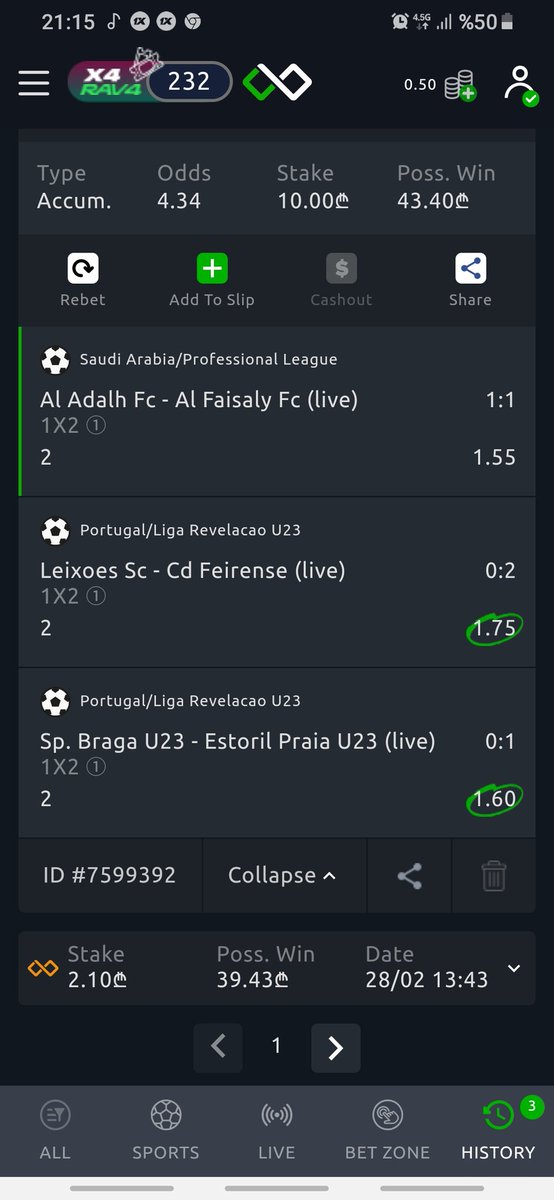 21:15 1X 1X 4.5G %50
X4
RAV4 232 0.50
Type Odds Stake Poss. Win
Accum. 4.34 10.00₾ 43.40₾
Rebet Add To Slip Cashout Share
Saudi Arabia/Professional League
Al Adalh Fc - Al Faisaly Fc (live) 1:1
1X2 1
2 1.55
Portugal/Liga Revelacao U23
Leixoes Sc - Cd Feirense (live) 0:2
1X2 1
2 1.75
Portugal/Liga Revelacao U23
Sp. Braga U23 - Estoril Praia U23 (live) 0:1
1X2 1
2 1.60
ID #7599392 Collapse
Stake Poss. Win Date
2.10₾ 39.43₾ 28/02 13:43
1
3
ALL SPORTS LIVE BET ZONE HISTORY